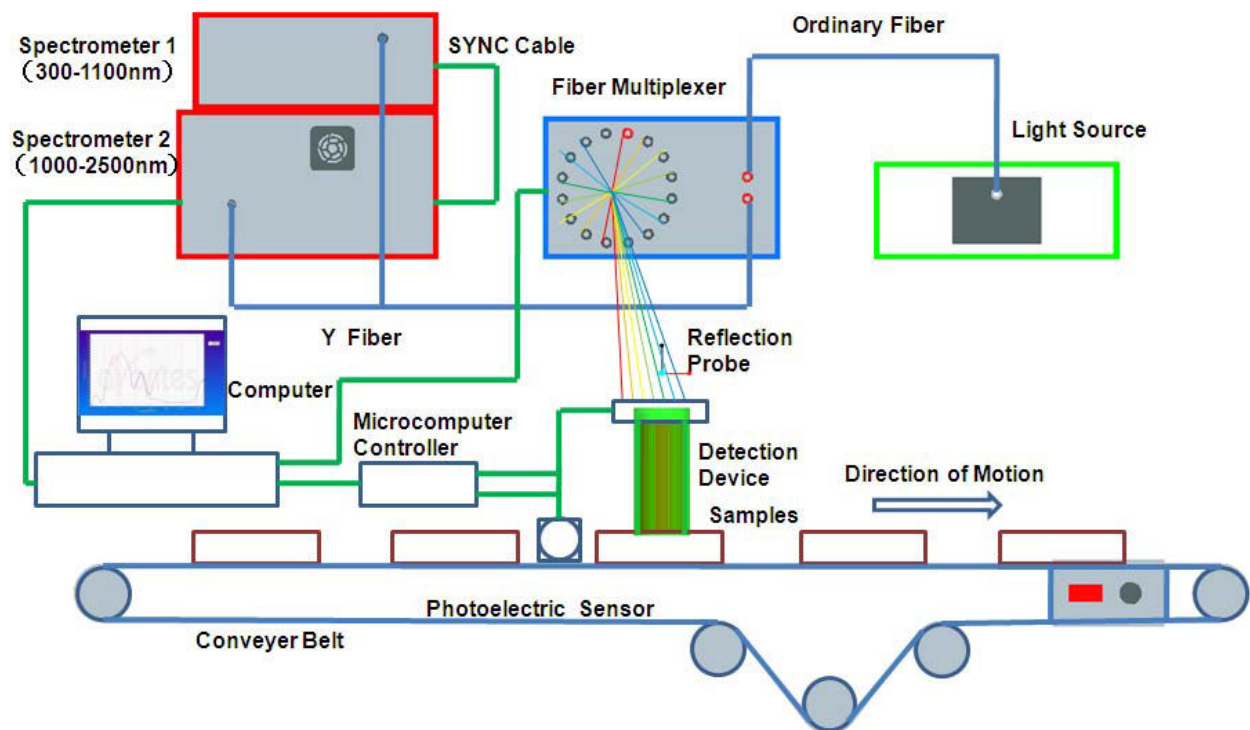 Spectrometer 1
（300-1100nm）
SYNC Cable
Ordinary Fiber
Fiber Multiplexer
Spectrometer 2
（1000-2500nm）
Light Source
Y Fiber
Reflection
Probe
Computer
Microcomputer
Controller
Detection
Device
Direction of Motion
Samples
Photoelectric Sensor
Conveyer Belt